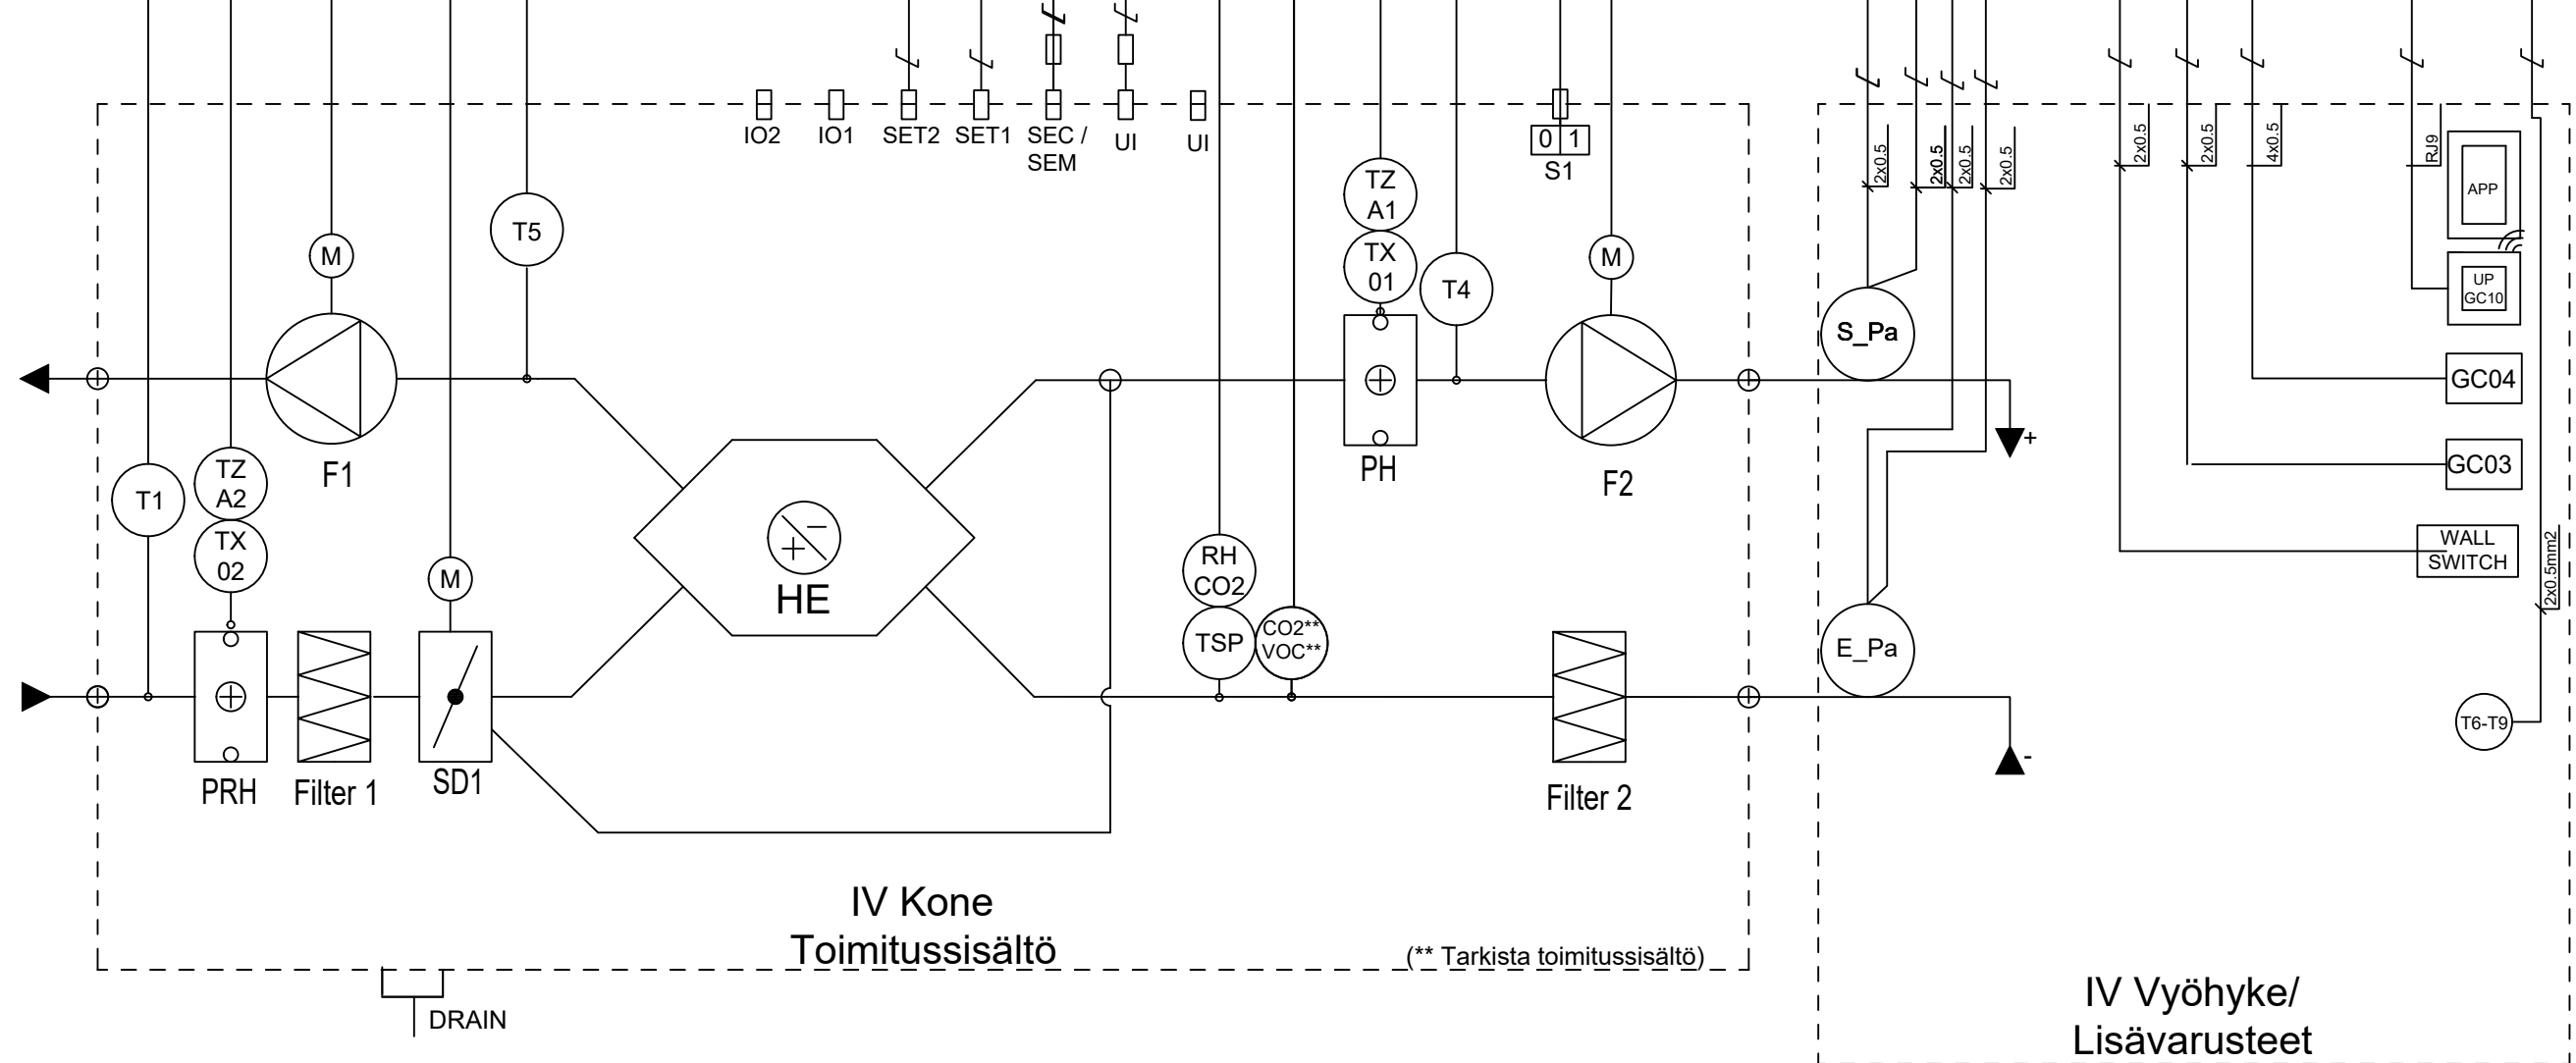 IO2
IO1
SET2
SET1
SEC /
SEM
UI
UI
0 1
S1
2x0.5
2x0.5
2x0.5
2x0.5
2x0.5
2x0.5
4x0.5
RJ9
APP
UP
GC10
TZ
A1
TX
01
T5
M
T4
M
S_Pa
GC04
+
PH
F2
F1
GC03
T1
TZ
A2
TX
02
M
HE
RH
CO2
TSP
CO2**
VOC**
E_Pa
WALL
SWITCH
2x0.5mm2
T6-T9
-
PRH
Filter 1
SD1
Filter 2
IV Kone
Toimitussisältö
(** Tarkista toimitussisältö)
DRAIN
IV Vyöhyke/
Lisävarusteet